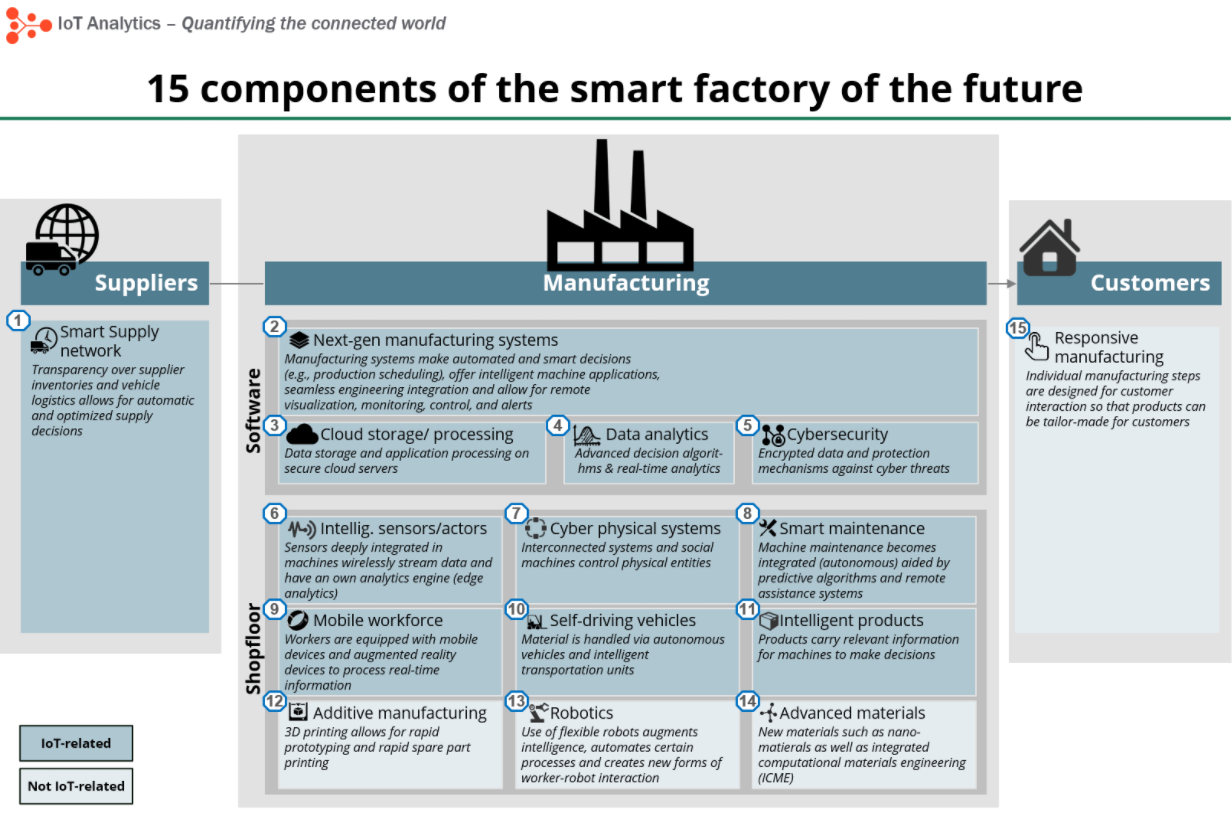 IoT Analytics – Quantifying the connected world
15 components of the smart factory of the future
Suppliers
Manufacturing
Customers
1
Smart Supply
network
Transparency over supplier
inventories and vehicle
logistics allows for automatic
and optimized supply
decisions
Software
2
Next-gen manufacturing systems
Manufacturing systems make automated and smart decisions
(e.g., production scheduling), offer intelligent machine applications,
seamless engineering integration and allow for remote
visualization, monitoring, control, and alerts
3
Cloud storage/ processing
Data storage and application processing on
secure cloud servers
4
Data analytics
Advanced decision algorit-
hms & real-time analytics
5
Cybersecurity
Encrypted data and protection
mechanisms against cyber threats
Shopfloor
6
Intellig. sensors/actors
Sensors deeply integrated in
machines wirelessly stream data and
have an own analytics engine (edge
analytics)
7
Cyber physical systems
Interconnected systems and social
machines control physical entities
8
Smart maintenance
Machine maintenance becomes
integrated (autonomous) aided by
predictive algorithms and remote
assistance systems
9
Mobile workforce
Workers are equipped with mobile
devices and augmented reality
devices to process real-time
information
10
Self-driving vehicles
Material is handled via autonomous
vehicles and intelligent
transportation units
11
Intelligent products
Products carry relevant information
for machines to make decisions
12
Additive manufacturing
3D printing allows for rapid
prototyping and rapid spare part
printing
13
Robotics
Use of flexible robots augments
intelligence, automates certain
processes and creates new forms of
worker-robot interaction
14
Advanced materials
New materials such as nano-
matierals as well as integrated
computational materials engineering
(ICME)
15
Responsive
manufacturing
Individual manufacturing steps
are designed for customer
interaction so that products can
be tailor-made for customers
IoT-related
Not IoT-related